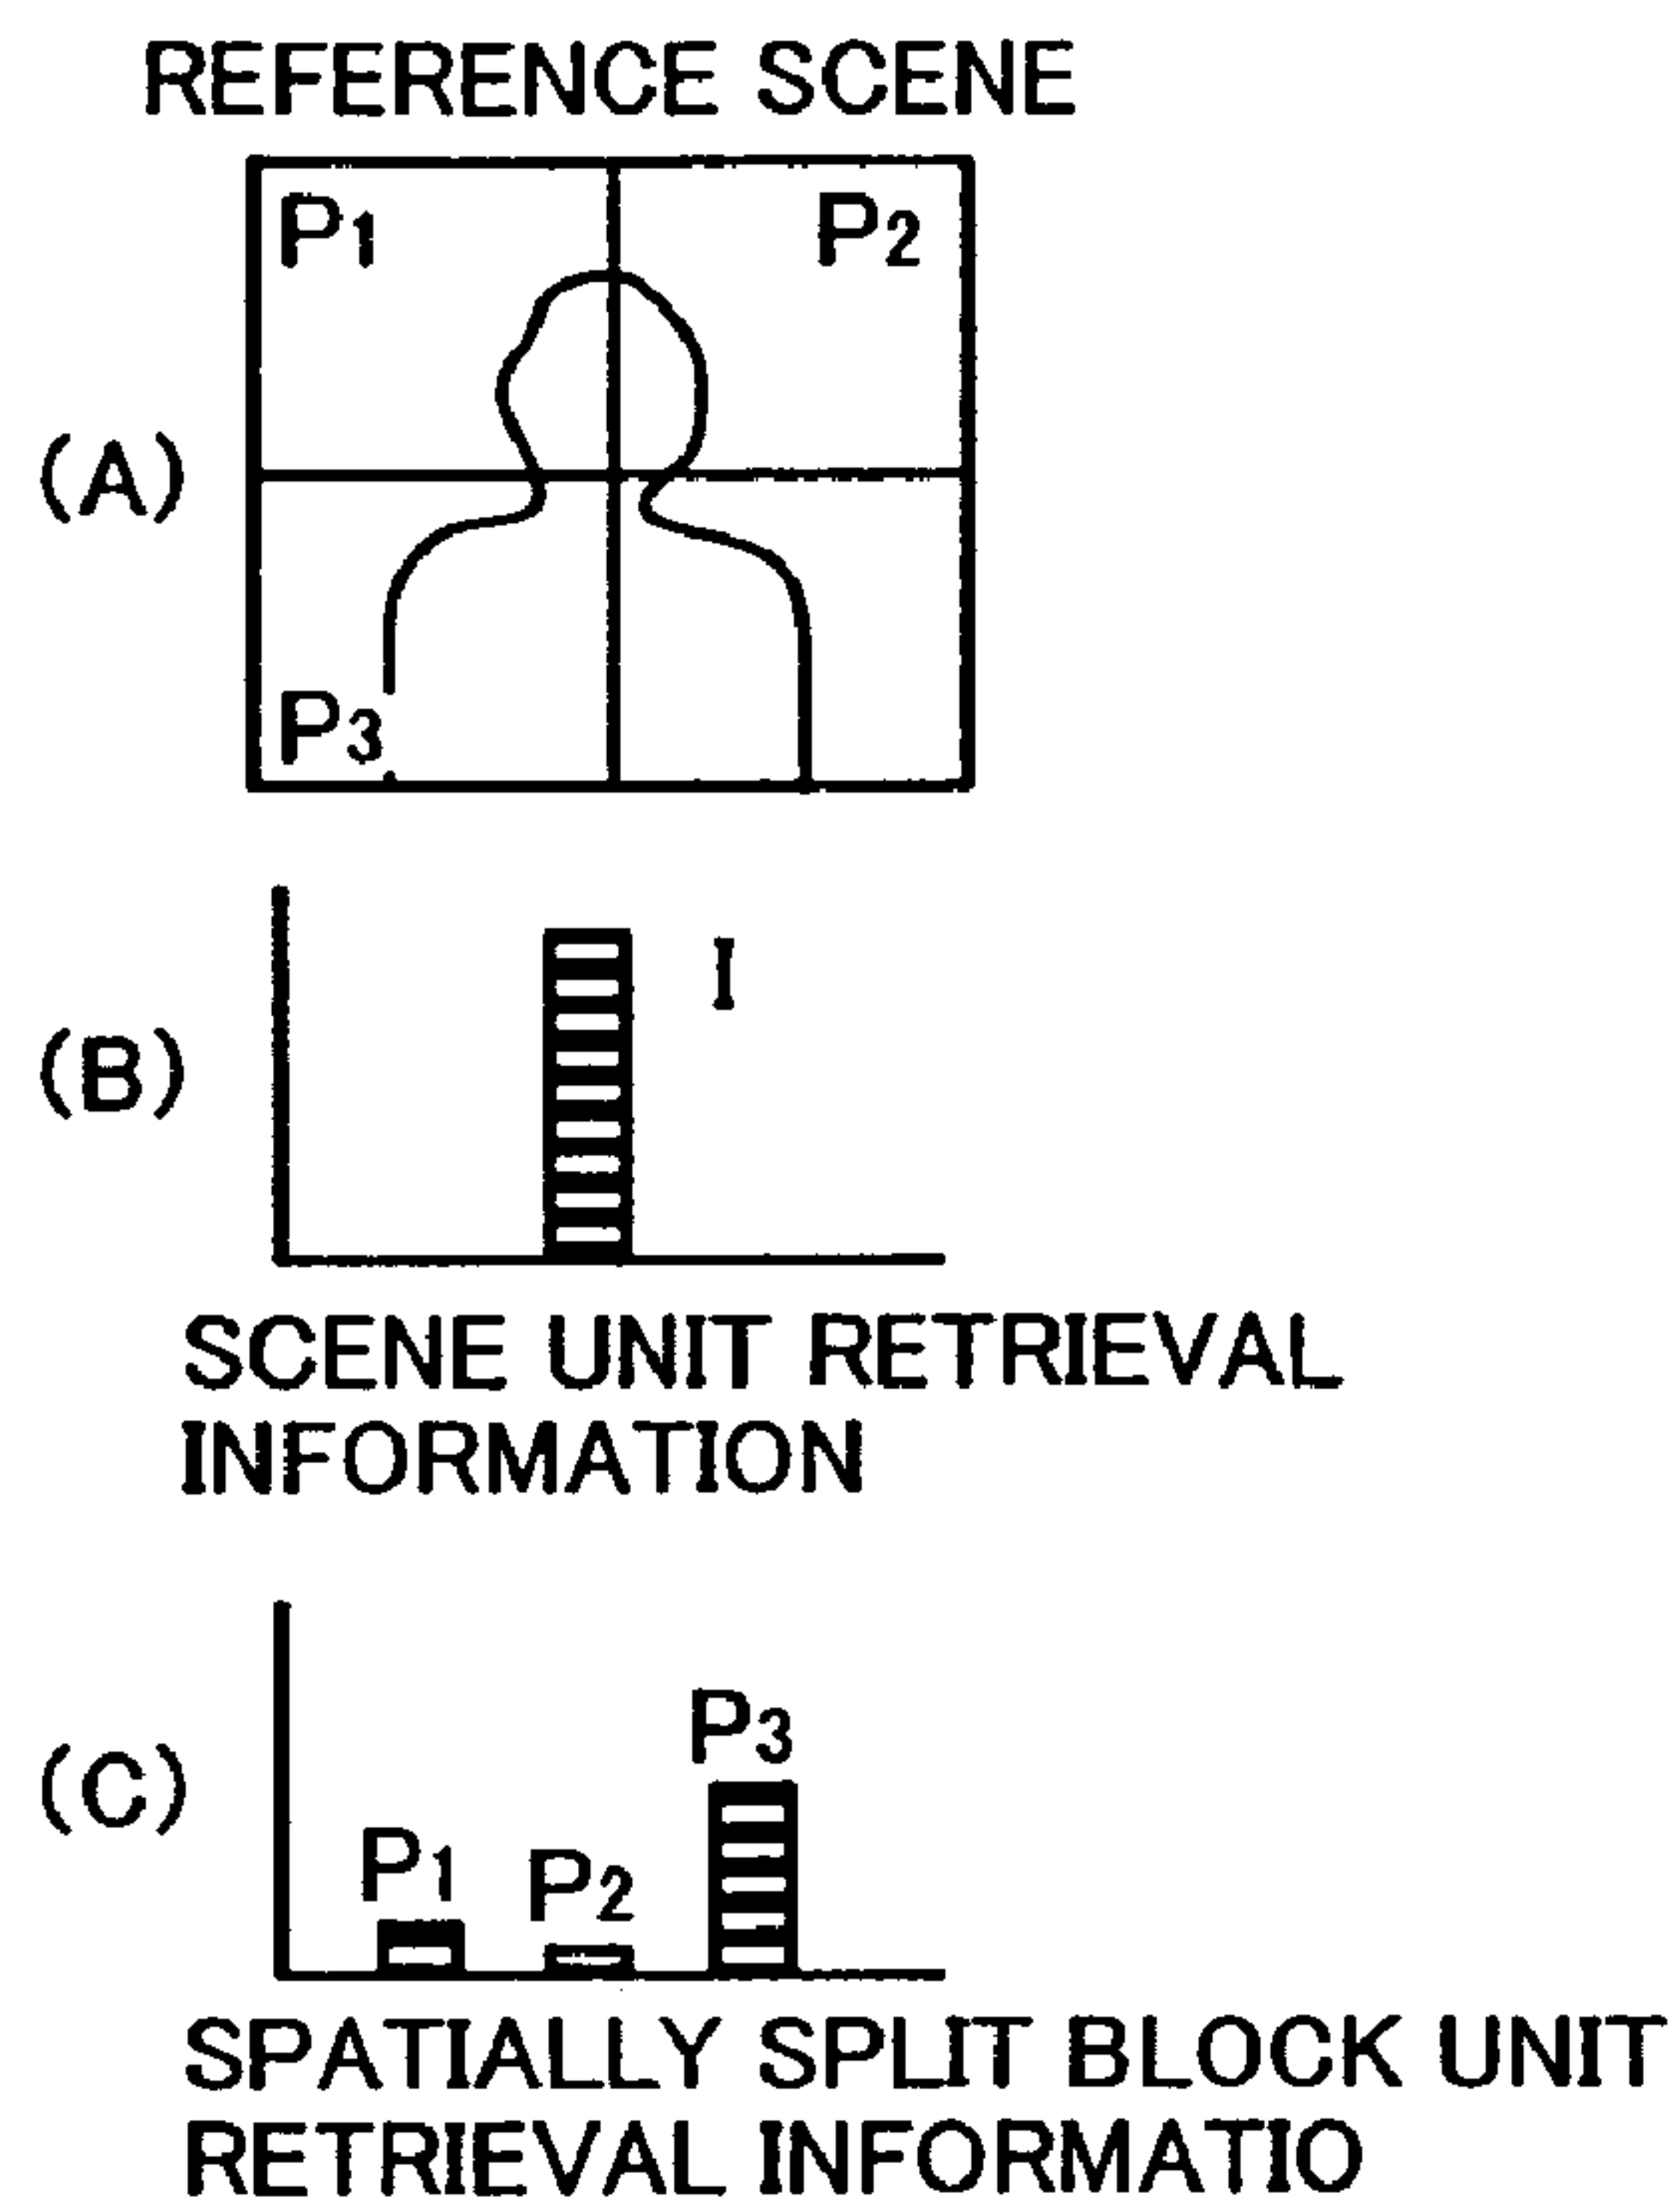 REFERENCE SCENE
P1 P2
(A)
P3
I
(B)
SCENE UNIT RETRIEVAL
INFORMATION
P3
(C)
P1 P2
SPATIALLY SPLIT BLOCK UNIT
RETRIEVAL INFORMATIO